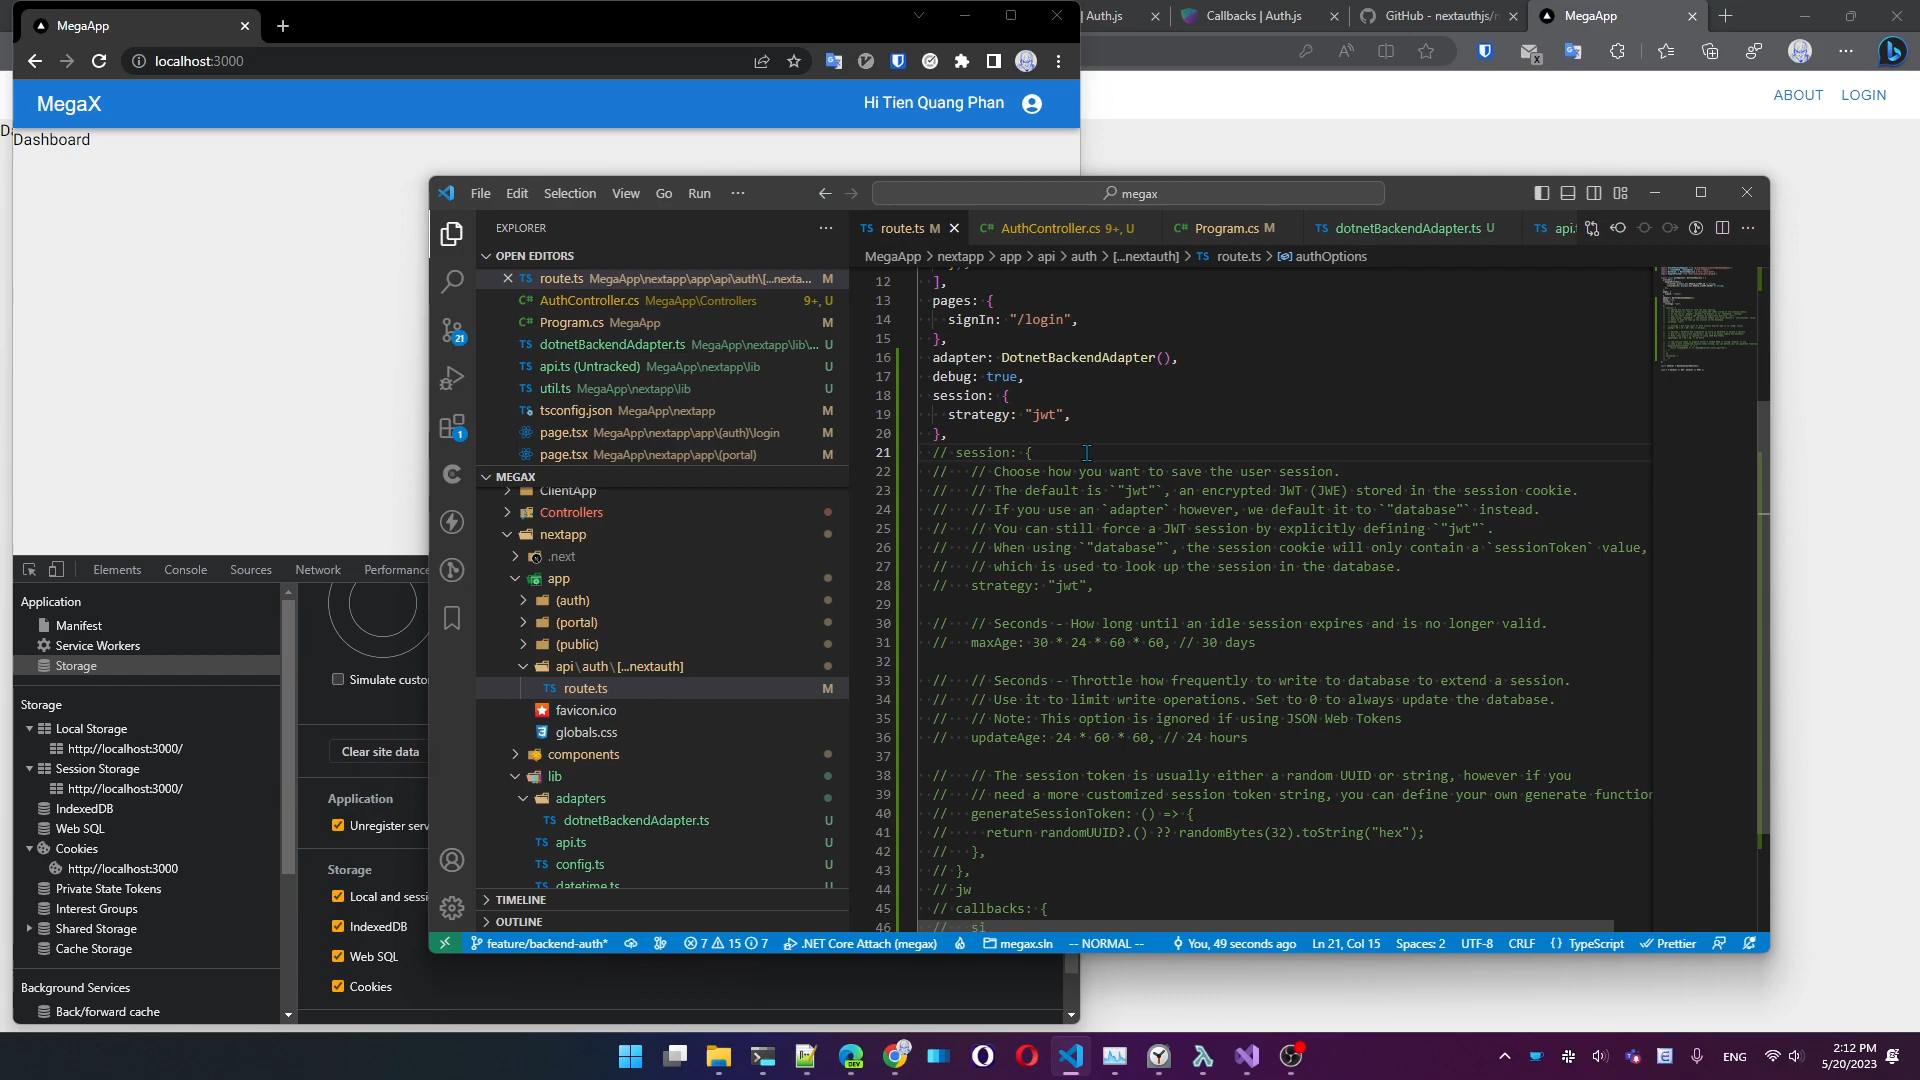 MegaApp
localhost:3000
MegaX
Hi Tien Quang Phan
Dashboard
Auth.js
Callbacks | Auth.js
GitHub - nextauthjs/
MegaApp
ABOUT LOGIN
File Edit Selection View Go Run ···
megax
EXPLORER
OPEN EDITORS
route.ts MegaApp\nextapp\app\api\auth\[...nexta... M
AuthController.cs MegaApp\Controllers 9+, U
Program.cs MegaApp M
dotnetBackendAdapter.ts MegaApp\nextapp\lib\... U
api.ts (Untracked) MegaApp\nextapp\lib U
util.ts MegaApp\nextapp\lib U
tsconfig.json MegaApp\nextapp M
page.tsx MegaApp\nextapp\app\(auth)\login M
page.tsx MegaApp\nextapp\app\(portal) M
MEGAX
ClientApp
Controllers
nextapp
.next
app
(auth)
(portal)
(public)
api\auth\[...nextauth]
route.ts M
favicon.ico
globals.css
components
lib
adapters
dotnetBackendAdapter.ts U
api.ts U
config.ts U
datetime.ts U
TIMELINE
OUTLINE
21
1
route.ts M
AuthController.cs 9+, U
Program.cs M
dotnetBackendAdapter.ts U
api.t
MegaApp > nextapp > app > api > auth > [...nextauth] > route.ts > authOptions
12 ],
13 pages: {
14 signIn: "/login",
15 },
16 adapter: DotnetBackendAdapter(),
17 debug: true,
18 session: {
19 strategy: "jwt",
20 },
21 // session: {
22 // // Choose how you want to save the user session.
23 // // The default is `"jwt"`, an encrypted JWT (JWE) stored in the session cookie.
24 // // If you use an `adapter` however, we default it to `"database"` instead.
25 // // You can still force a JWT session by explicitly defining `"jwt"`.
26 // // When using `"database"`, the session cookie will only contain a `sessionToken` value,
27 // // which is used to look up the session in the database.
28 // strategy: "jwt",
29
30 // // Seconds - How long until an idle session expires and is no longer valid.
31 // maxAge: 30 * 24 * 60 * 60, // 30 days
32
33 // // Seconds - Throttle how frequently to write to database to extend a session.
34 // // Use it to limit write operations. Set to 0 to always update the database.
35 // // Note: This option is ignored if using JSON Web Tokens
36 // updateAge: 24 * 60 * 60, // 24 hours
37
38 // // The session token is usually either a random UUID or string, however if you
39 // // need a more customized session token string, you can define your own generate function
40 // generateSessionToken: () => {
41 // return randomUUID?.() ?? randomBytes(32).toString("hex");
42 // },
43 // },
44 // jw
45 // callbacks: {
46 // si
feature/backend-auth* 7 15 7 .NET Core Attach (megax) megax.sln -- NORMAL -- You, 49 seconds ago Ln 21, Col 15 Spaces: 2 UTF-8 CRLF {} TypeScript Prettier
Elements Console Sources Network Performance
Application
Manifest
Service Workers
Storage
Storage
Local Storage
http://localhost:3000/
Session Storage
http://localhost:3000/
IndexedDB
Web SQL
Cookies
http://localhost:3000
Private State Tokens
Interest Groups
Shared Storage
Cache Storage
Background Services
Back/forward cache
Simulate custo
Clear site data
Application
Unregister serv
Storage
Local and sessi
IndexedDB
Web SQL
Cookies
DEV
ENG
2:12 PM
5/20/2023